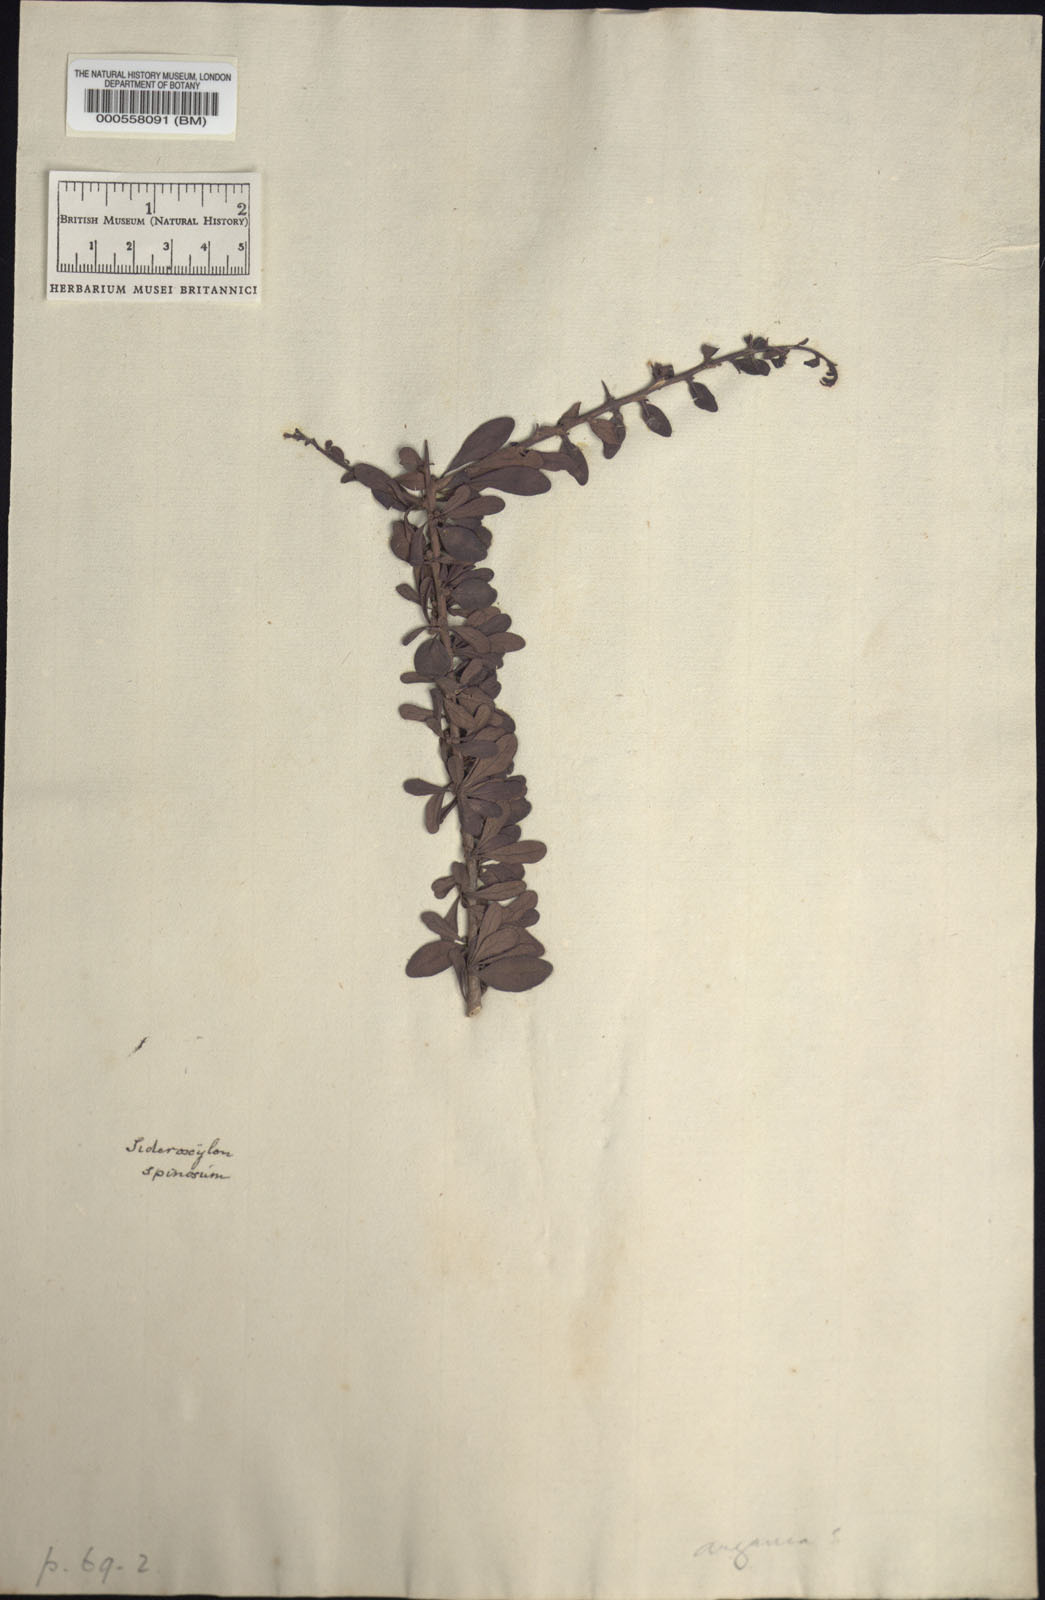 THE NATURAL HISTORY MUSEUM, LONDON
DEPARTMENT OF BOTANY
000558091 (BM)
1 2
BRITISH MUSEUM (NATURAL HISTORY)
1 2 3 4 5
HERBARIUM MUSEI BRITANNICI
Sideroxÿlon
spinosum
p. 69. 2
argania